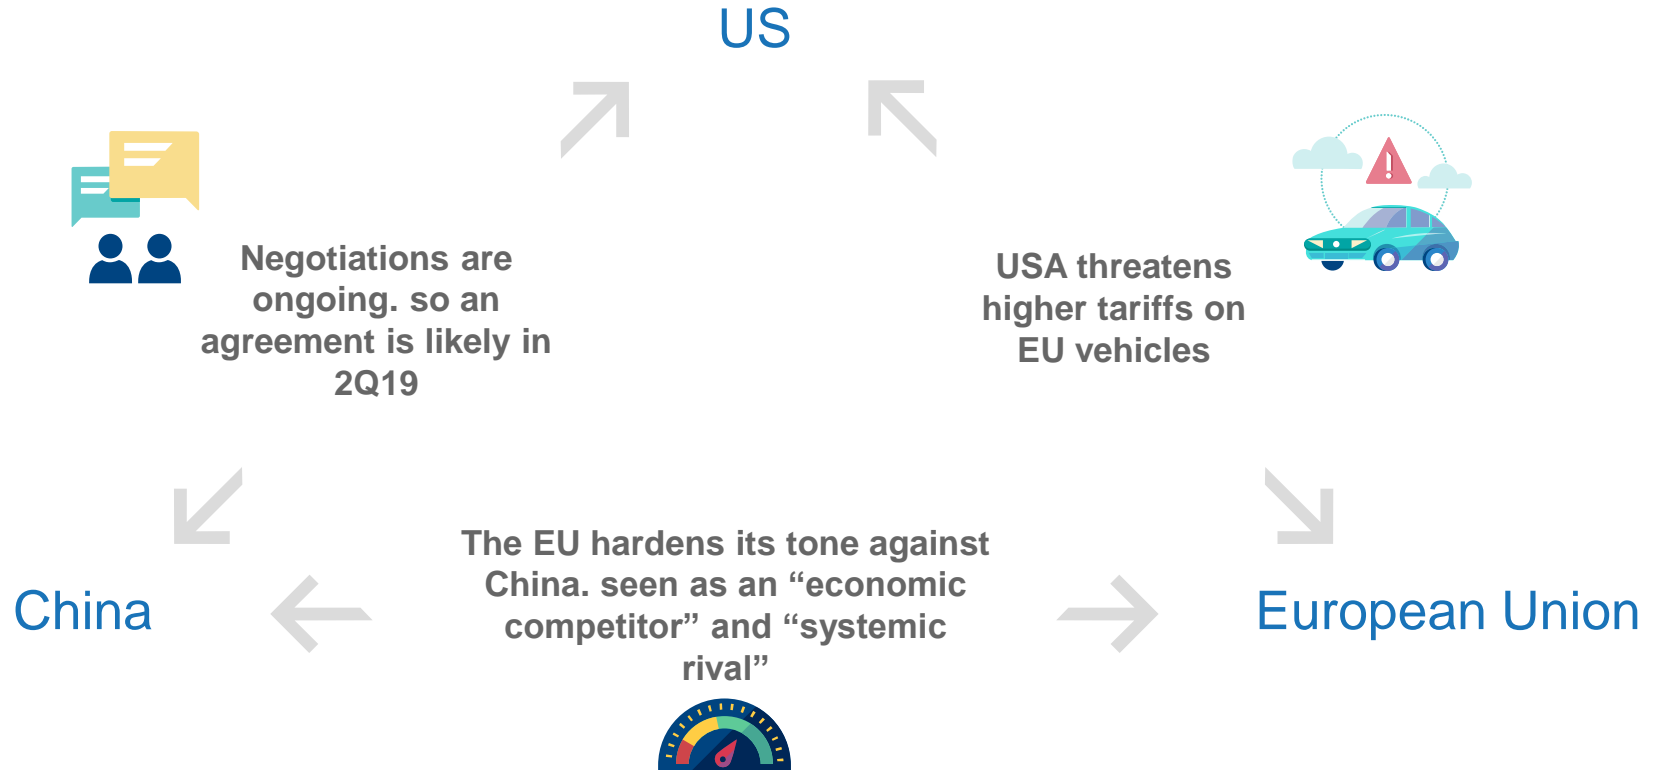 US
Negotiations are
ongoing. so an
agreement is likely in
2Q19
USA threatens
higher tariffs on
EU vehicles
The EU hardens its tone against
China. seen as an “economic
competitor” and “systemic
rival”
China
European Union